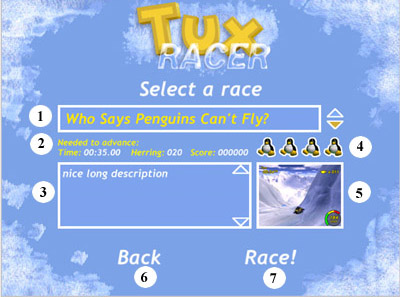 Tux
RACER
Select a race
1 Who Says Penguins Can't Fly?
2 Needed to advance:
Time: 00:35.00 Herring: 020 Score: 000000
4
3 nice long description
5
Back Race!
6 7